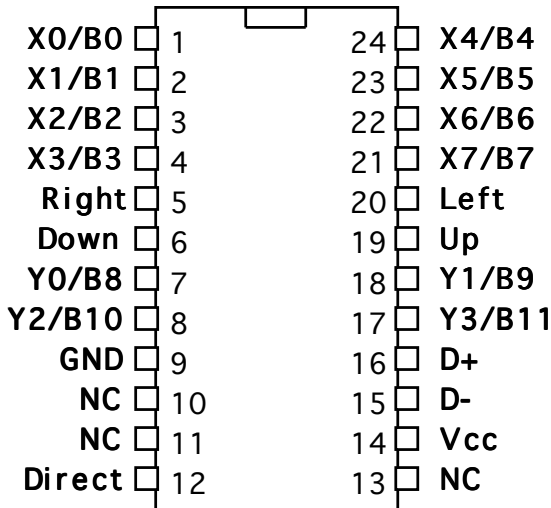 X0/B0 1 24 X4/B4
X1/B1 2 23 X5/B5
X2/B2 3 22 X6/B6
X3/B3 4 21 X7/B7
Right 5 20 Left
Down 6 19 Up
Y0/B8 7 18 Y1/B9
Y2/B10 8 17 Y3/B11
GND 9 16 D+
NC 10 15 D-
NC 11 14 Vcc
Direct 12 13 NC